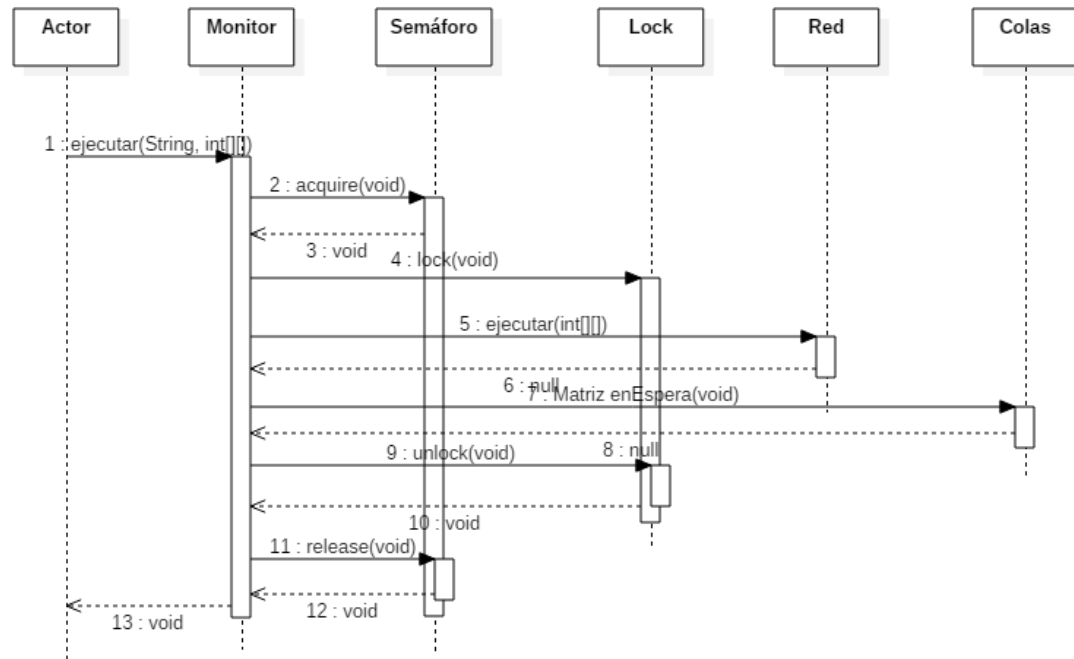 Actor
Monitor
Semáforo
Lock
Red
Colas
1 : ejecutar(String, int[][])
2 : acquire(void)
3 : void
4 : lock(void)
5 : ejecutar(int[][])
6 : null
7 : Matriz enEspera(void)
8 : null
9 : unlock(void)
10 : void
11 : release(void)
12 : void
13 : void